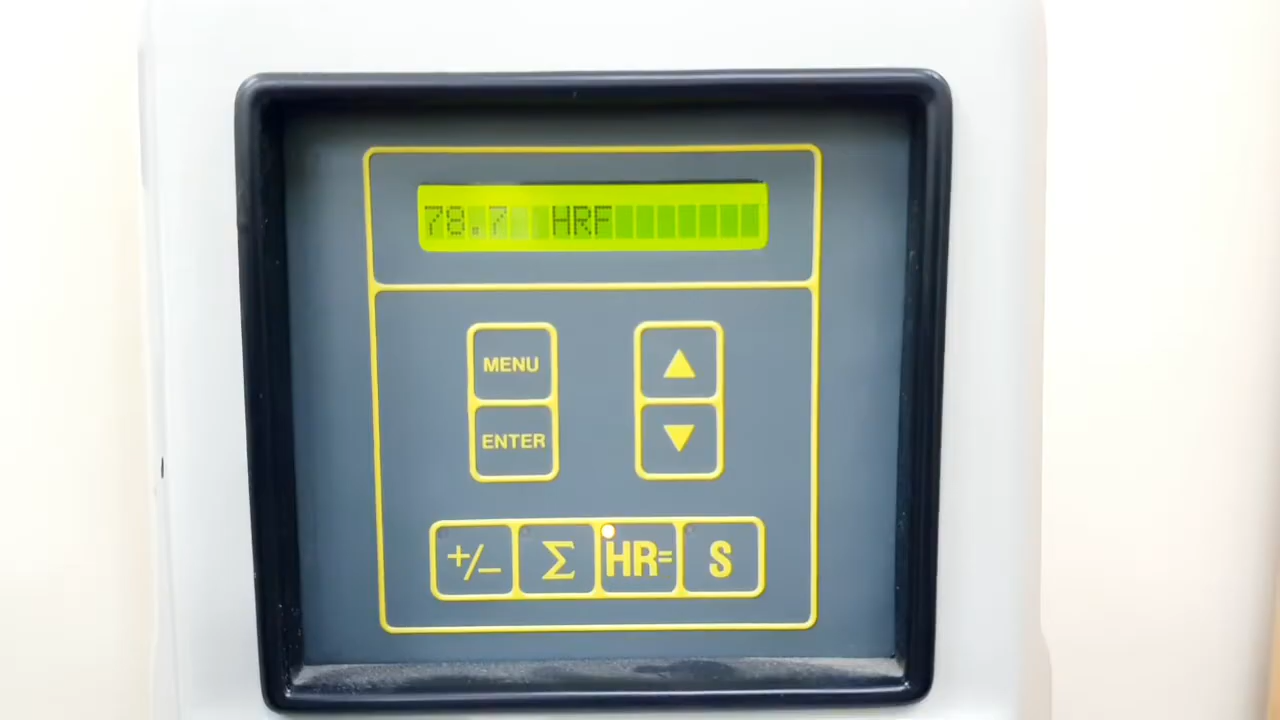 78.7 HRF
MENU
ENTER
▲
▼
+/− Σ HR= S